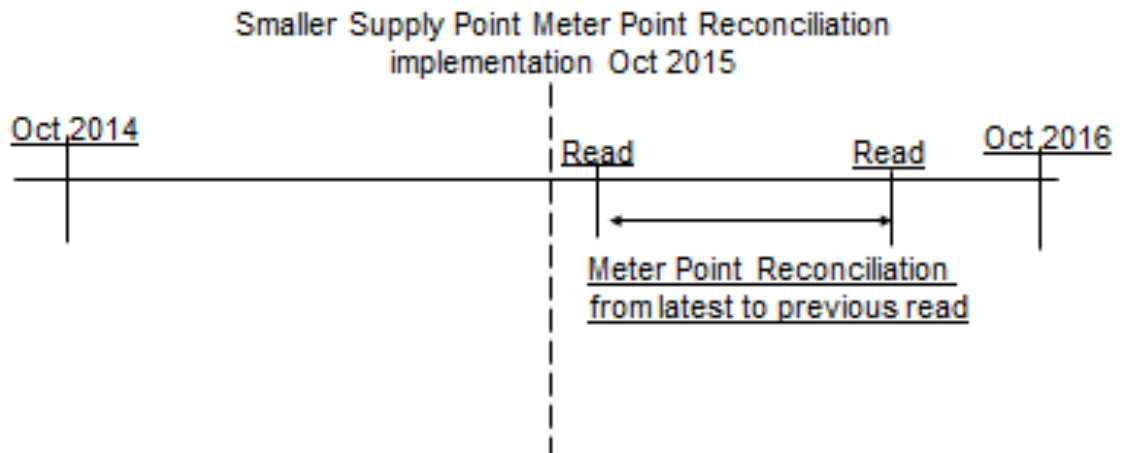 Smaller Supply Point Meter Point Reconciliation
implementation Oct 2015
Oct 2014
Read
Read
Oct 2016
Meter Point Reconciliation
from latest to previous read